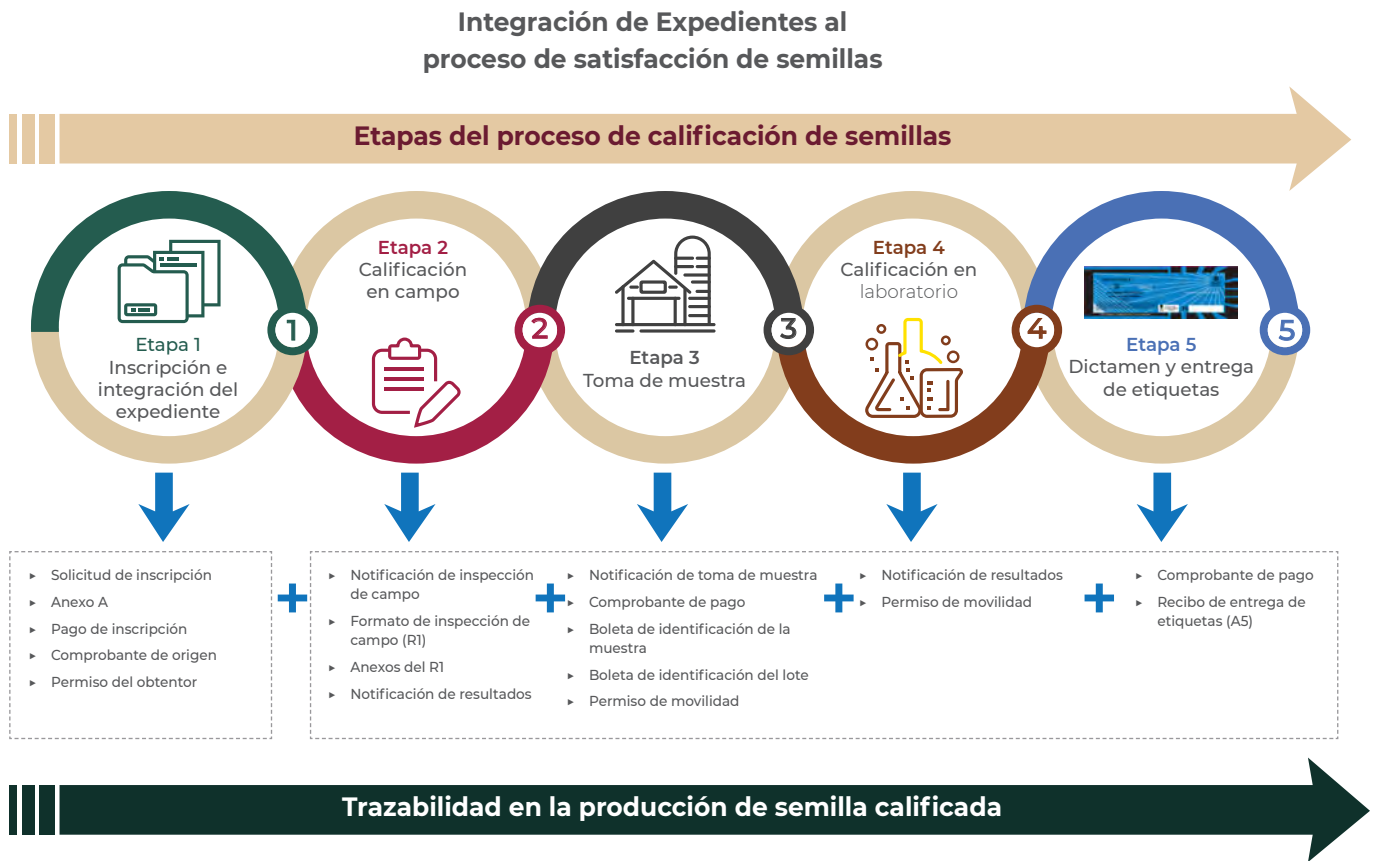 Integración de Expedientes al
proceso de satisfacción de semillas
Etapas del proceso de calificación de semillas
Etapa 1
Inscripción e
integración del
expediente
1
Etapa 2
Calificación
en campo
2
Etapa 3
Toma de muestra
3
Etapa 4
Calificación en
laboratorio
4
Etapa 5
Dictamen y entrega
de etiquetas
5
▸ Solicitud de inscripción
▸ Anexo A
▸ Pago de inscripción
▸ Comprobante de origen
▸ Permiso del obtentor
+
▸ Notificación de inspección
de campo
▸ Formato de inspección de
campo (R1)
▸ Anexos del R1
▸ Notificación de resultados
+
▸ Notificación de toma de muestra
▸ Comprobante de pago
▸ Boleta de identificación de la
muestra
▸ Boleta de identificación del lote
▸ Permiso de movilidad
+
▸ Notificación de resultados
▸ Permiso de movilidad
+
▸ Comprobante de pago
▸ Recibo de entrega de
etiquetas (A5)
Trazabilidad en la producción de semilla calificada